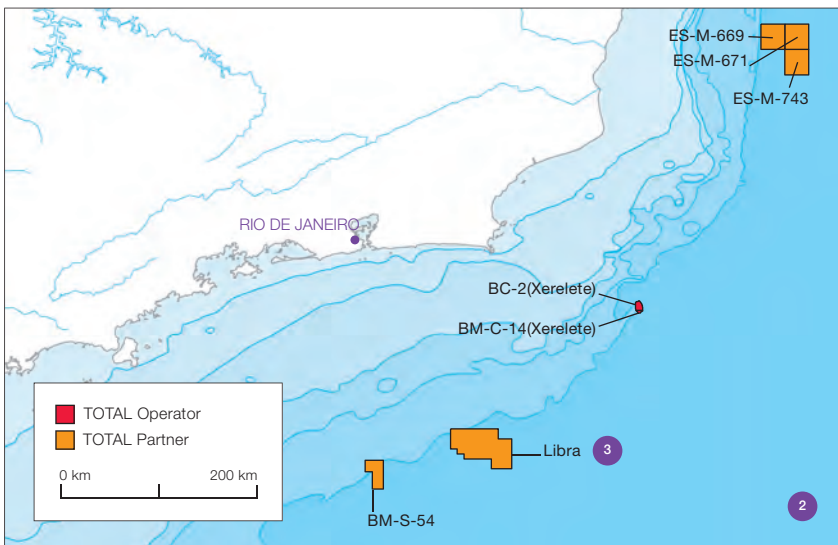 ES-M-669
ES-M-671
ES-M-743
RIO DE JANEIRO
BC-2(Xerelete)
BM-C-14(Xerelete)
TOTAL Operator
TOTAL Partner
0 km 200 km
Libra 3
2
BM-S-54